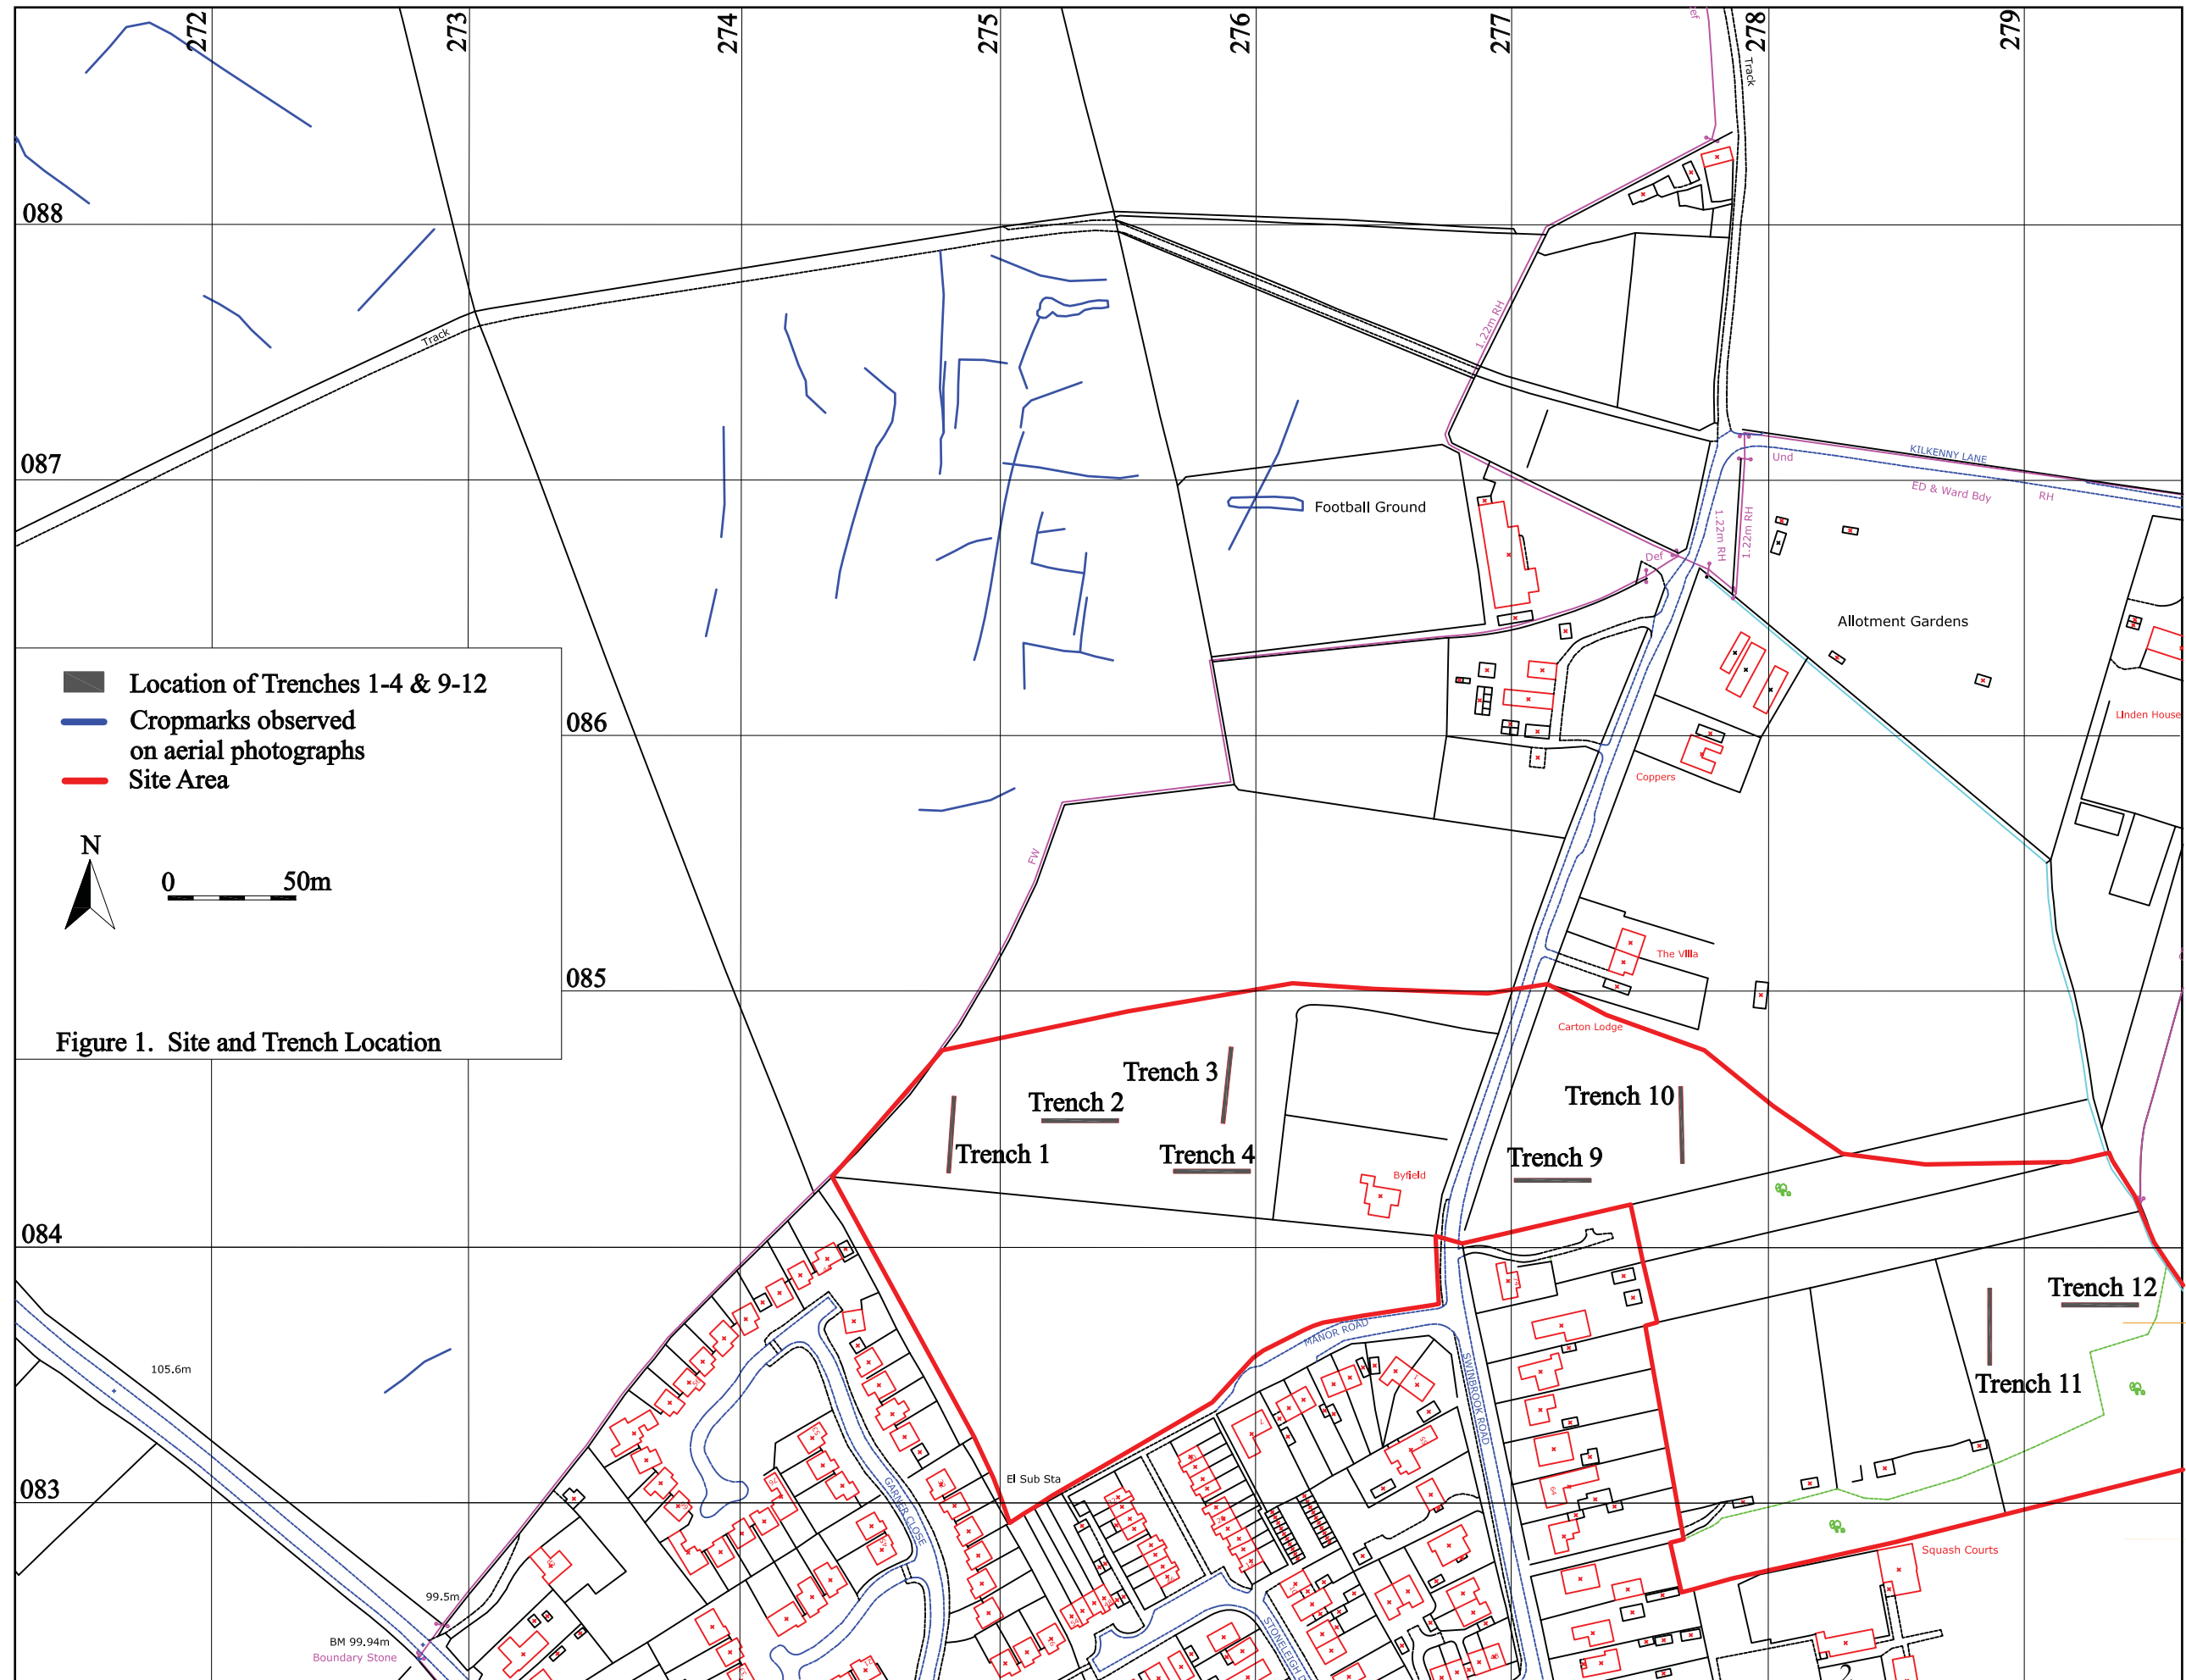 272
273
274
275
276
277
278
279
Track
088
1.22m RH
Track
087
KILKENNY LANE
Und
ED & Ward Bdy
RH
Football Ground
1.22m RH
1.22m RH
Def
Allotment Gardens
Linden House
Location of Trenches 1-4 & 9-12
Cropmarks observed
on aerial photographs
Site Area
086
Coppers
N
0 50m
FW
The Villa
085
Carton Lodge
Figure 1. Site and Trench Location
Trench 3
Trench 2
Trench 10
Trench 1
Trench 4
Trench 9
Byfield
084
Trench 12
MANOR ROAD
105.6m
SWINBROOK ROAD
Trench 11
El Sub Sta
083
GARNER CLOSE
Squash Courts
99.5m
BM 99.94m
Boundary Stone
STONELEIGH
2